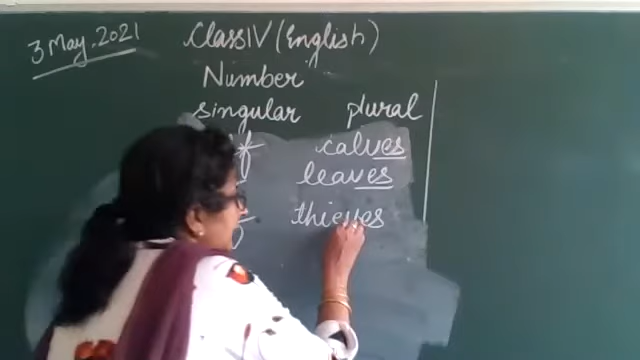 3 May. 2021
Class IV (English)
Number
singular plural
calves
leaves
thieves